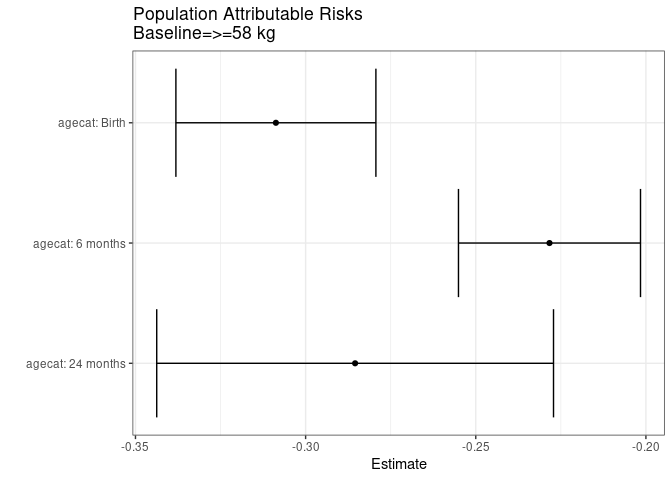 Population Attributable Risks
Baseline=>=58 kg
agecat: Birth
agecat: 6 months
agecat: 24 months
-0.35
-0.30
-0.25
-0.20
Estimate